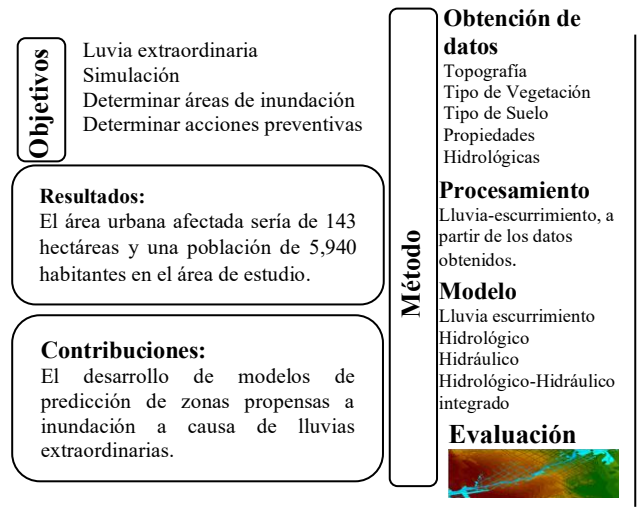 Objetivos
Luvia extraordinaria
Simulación
Determinar áreas de inundación
Determinar acciones preventivas
Resultados:
El área urbana afectada sería de 143
hectáreas y una población de 5,940
habitantes en el área de estudio.
Contribuciones:
El desarrollo de modelos de
predicción de zonas propensas a
inundación a causa de lluvias
extraordinarias.
Método
Obtención de
datos
Topografía
Tipo de Vegetación
Tipo de Suelo
Propiedades
Hidrológicas
Procesamiento
Lluvia-escurrimiento, a
partir de los datos
obtenidos.
Modelo
Lluvia escurrimiento
Hidrológico
Hidráulico
Hidrológico-Hidráulico
integrado
Evaluación